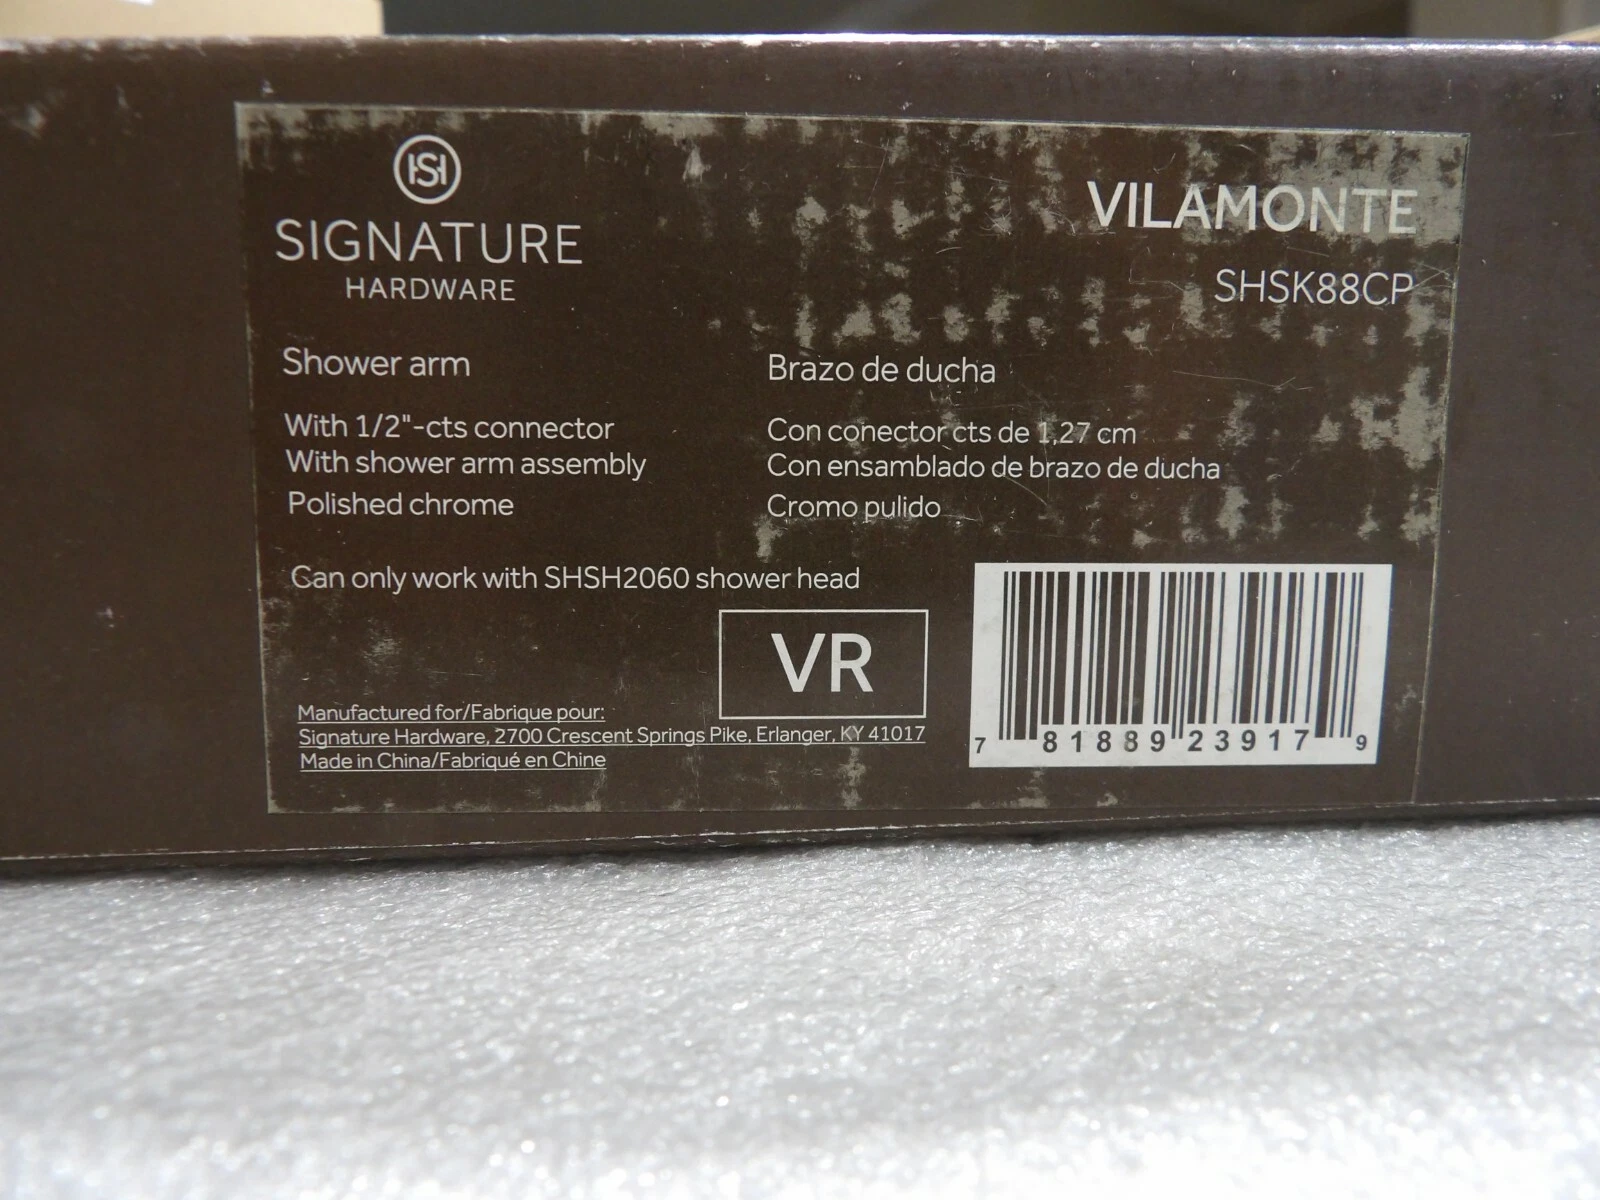 HS
SIGNATURE
HARDWARE
VILAMONTE
SHSK88CP
Shower arm
With 1/2"-cts connector
With shower arm assembly
Polished chrome
Brazo de ducha
Con conector cts de 1,27 cm
Con ensamblado de brazo de ducha
Cromo pulido
Can only work with SHSH2060 shower head
VR
Manufactured for/Fabrique pour:
Signature Hardware, 2700 Crescent Springs Pike, Erlanger, KY 41017
Made in China/Fabriqué en Chine
7 81889 23917 9